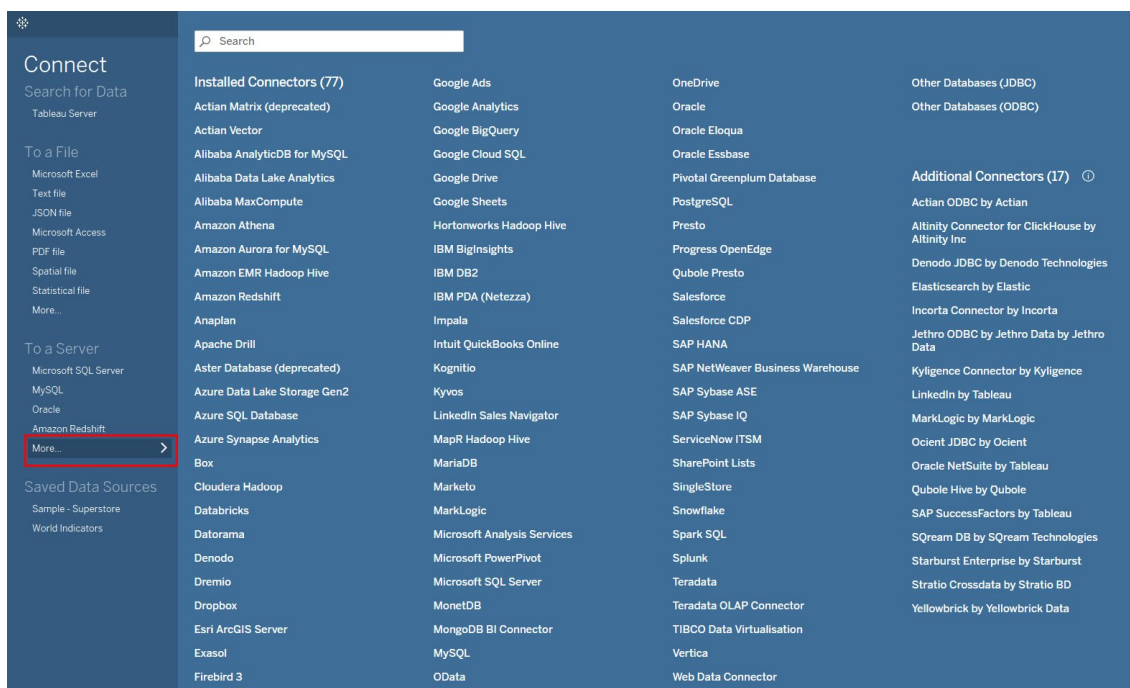 Connect
Search for Data
Tableau Server
To a File
Microsoft Excel
Text file
JSON file
Microsoft Access
PDF file
Spatial file
Statistical file
More...
To a Server
Microsoft SQL Server
MySQL
Oracle
Amazon Redshift
More...
Saved Data Sources
Sample - Superstore
World Indicators
Search
Installed Connectors (77)
Actian Matrix (deprecated)
Actian Vector
Alibaba AnalyticDB for MySQL
Alibaba Data Lake Analytics
Alibaba MaxCompute
Amazon Athena
Amazon Aurora for MySQL
Amazon EMR Hadoop Hive
Amazon Redshift
Anaplan
Apache Drill
Aster Database (deprecated)
Azure Data Lake Storage Gen2
Azure SQL Database
Azure Synapse Analytics
Box
Cloudera Hadoop
Databricks
Datorama
Denodo
Dremio
Dropbox
Esri ArcGIS Server
Exasol
Firebird 3
Google Ads
Google Analytics
Google BigQuery
Google Cloud SQL
Google Drive
Google Sheets
Hortonworks Hadoop Hive
IBM BigInsights
IBM DB2
IBM PDA (Netezza)
Impala
Intuit QuickBooks Online
Kognitio
Kyvos
LinkedIn Sales Navigator
MapR Hadoop Hive
MariaDB
Marketo
MarkLogic
Microsoft Analysis Services
Microsoft PowerPivot
Microsoft SQL Server
MonetDB
MongoDB BI Connector
MySQL
OData
OneDrive
Oracle
Oracle Eloqua
Oracle Essbase
Pivotal Greenplum Database
PostgreSQL
Presto
Progress OpenEdge
Qubole Presto
Salesforce
Salesforce CDP
SAP HANA
SAP NetWeaver Business Warehouse
SAP Sybase ASE
SAP Sybase IQ
ServiceNow ITSM
SharePoint Lists
SingleStore
Snowflake
Spark SQL
Splunk
Teradata
Teradata OLAP Connector
TIBCO Data Virtualisation
Vertica
Web Data Connector
Other Databases (JDBC)
Other Databases (ODBC)
Additional Connectors (17)
Actian ODBC by Actian
Altinity Connector for ClickHouse by
Altinity Inc
Denodo JDBC by Denodo Technologies
Elasticsearch by Elastic
Incorta Connector by Incorta
Jethro ODBC by Jethro Data by Jethro
Data
Kyligence Connector by Kyligence
LinkedIn by Tableau
MarkLogic by MarkLogic
Ocient JDBC by Ocient
Oracle NetSuite by Tableau
Qubole Hive by Qubole
SAP SuccessFactors by Tableau
SQream DB by SQream Technologies
Starburst Enterprise by Starburst
Stratio Crossdata by Stratio BD
Yellowbrick by Yellowbrick Data